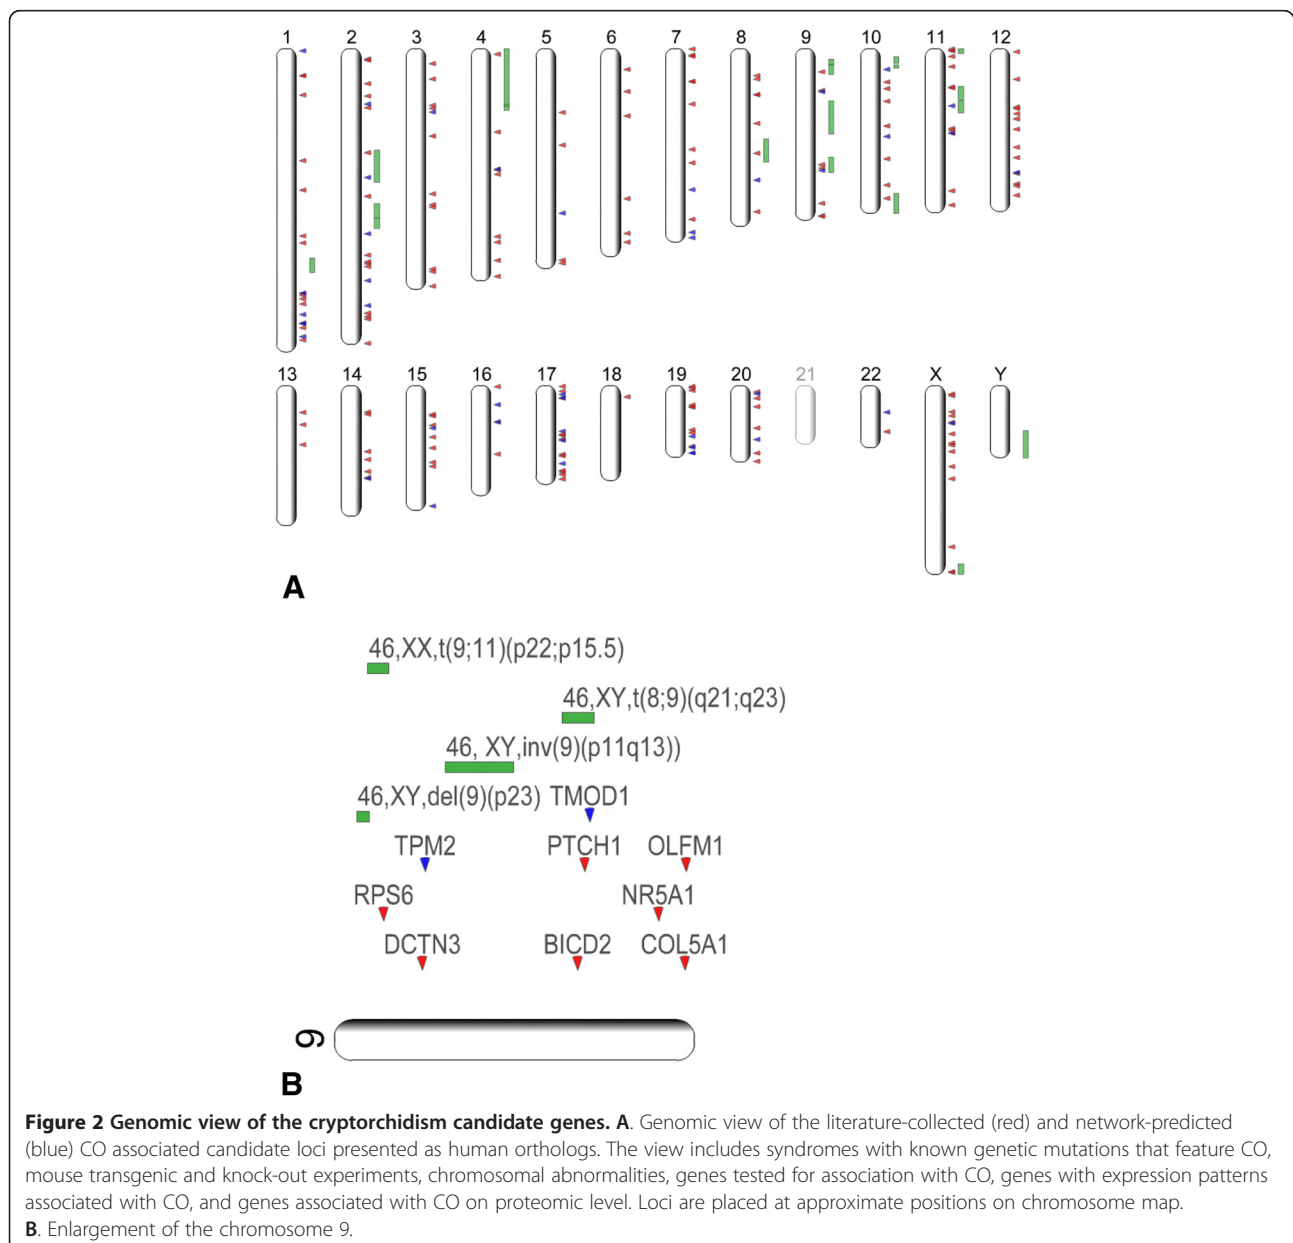 1 2 3 4 5 6 7 8 9 10 11 12
13 14 15 16 17 18 19 20 21 22 X Y
A
46,XX,t(9;11)(p22;p15.5)
46,XY,t(8;9)(q21;q23)
46, XY,inv(9)(p11q13))
46,XY,del(9)(p23) TMOD1
TPM2 PTCH1 OLFM1
RPS6 NR5A1
DCTN3 BICD2 COL5A1
9
B
Figure 2 Genomic view of the cryptorchidism candidate genes. A. Genomic view of the literature-collected (red) and network-predicted
(blue) CO associated candidate loci presented as human orthologs. The view includes syndromes with known genetic mutations that feature CO,
mouse transgenic and knock-out experiments, chromosomal abnormalities, genes tested for association with CO, genes with expression patterns
associated with CO, and genes associated with CO on proteomic level. Loci are placed at approximate positions on chromosome map.
B. Enlargement of the chromosome 9.